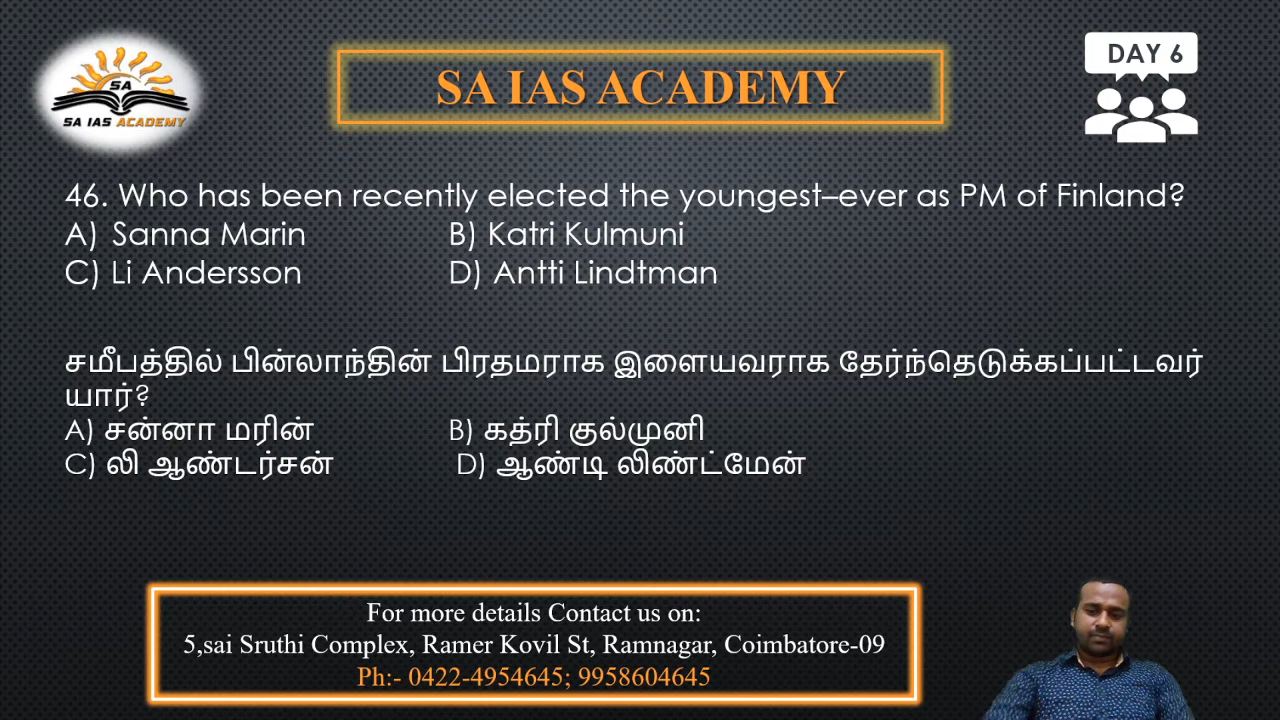 SA
SA IAS ACADEMY
SA IAS ACADEMY
DAY 6
46. Who has been recently elected the youngest–ever as PM of Finland?
A) Sanna Marin B) Katri Kulmuni
C) Li Andersson D) Antti Lindtman
சமீபத்தில் பின்லாந்தின் பிரதமராக இளையவராக தேர்ந்தெடுக்கப்பட்டவர்
யார்?
A) சன்னா மரின் B) கத்ரி குல்முனி
C) லி ஆண்டர்சன் D) ஆண்டி லிண்ட்மேன்
For more details Contact us on:
5,sai Sruthi Complex, Ramer Kovil St, Ramnagar, Coimbatore-09
Ph:- 0422-4954645; 9958604645